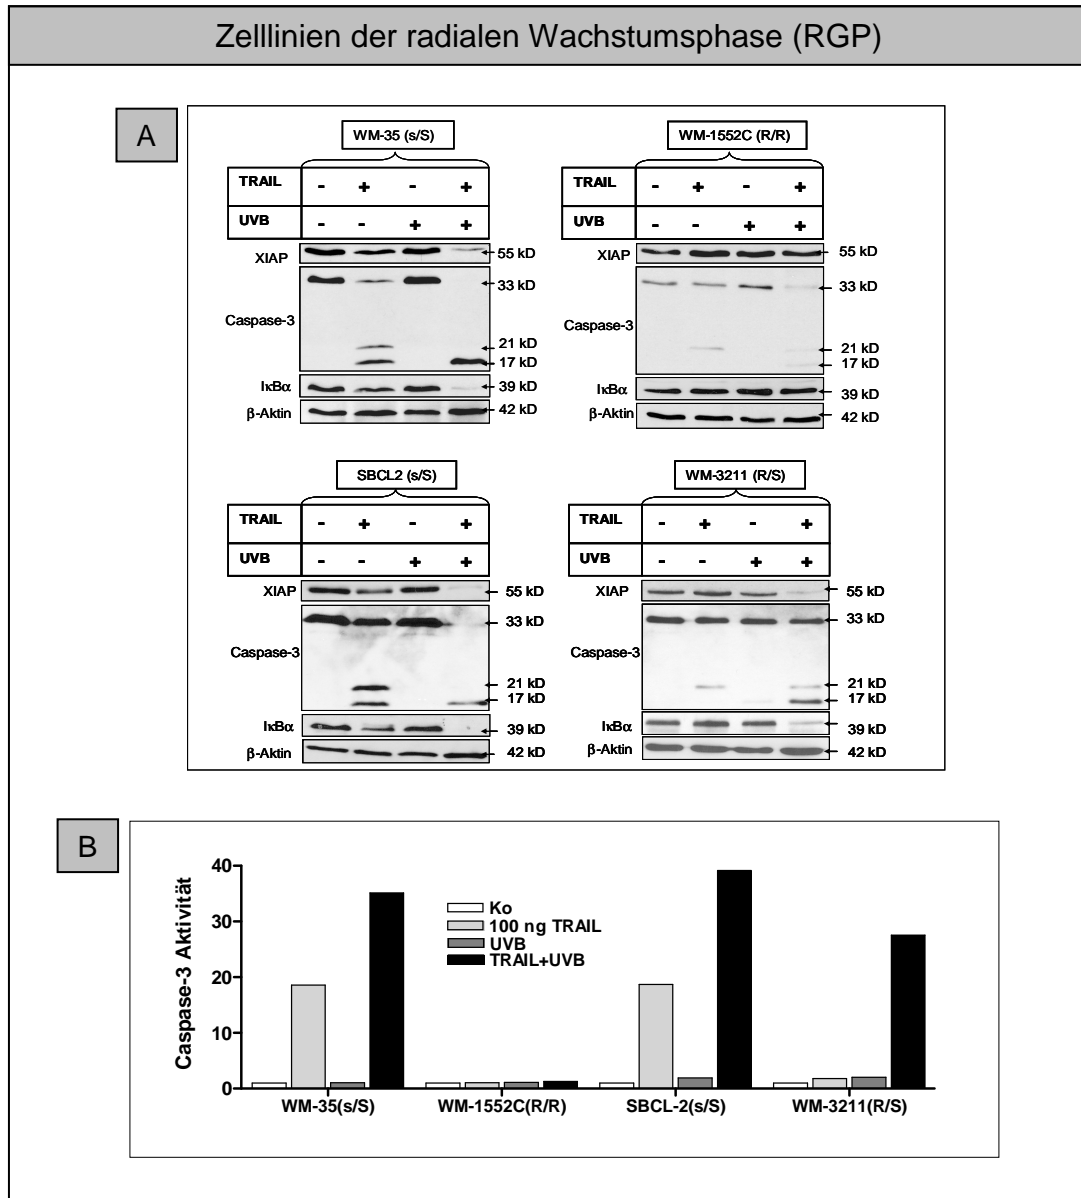 Zelllinien der radialen Wachstumsphase (RGP)
A
WM-35 (s/S)
TRAIL - + - +
UVB - - + +
XIAP 55 kD
33 kD
Caspase-3
21 kD
17 kD
IκBα 39 kD
β-Aktin 42 kD
WM-1552C (R/R)
TRAIL - + - +
UVB - - + +
XIAP 55 kD
33 kD
Caspase-3
21 kD
17 kD
IκBα 39 kD
β-Aktin 42 kD
SBCL2 (s/S)
TRAIL - + - +
UVB - - + +
XIAP 55 kD
33 kD
Caspase-3
21 kD
17 kD
IκBα 39 kD
β-Aktin 42 kD
WM-3211 (R/S)
TRAIL - + - +
UVB - - + +
XIAP 55 kD
33 kD
Caspase-3
21 kD
17 kD
IκBα 39 kD
β-Aktin 42 kD
B
Caspase-3 Aktivität
40
30
20
10
0
Ko
100 ng TRAIL
UVB
TRAIL+UVB
WM-35(s/S) WM-1552C(R/R) SBCL-2(s/S) WM-3211(R/S)